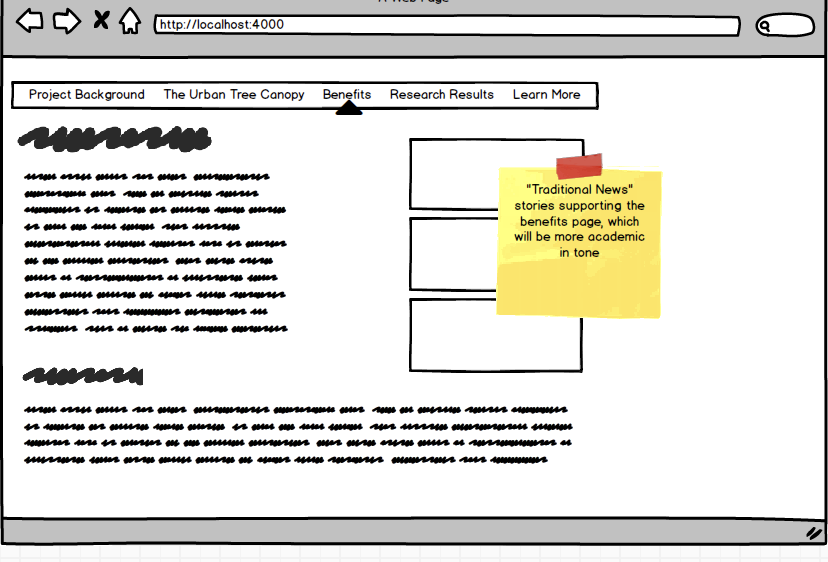 http://localhost:4000
Project Background The Urban Tree Canopy Benefits Research Results Learn More
"Traditional News"
stories supporting the
benefits page, which
will be more academic
in tone